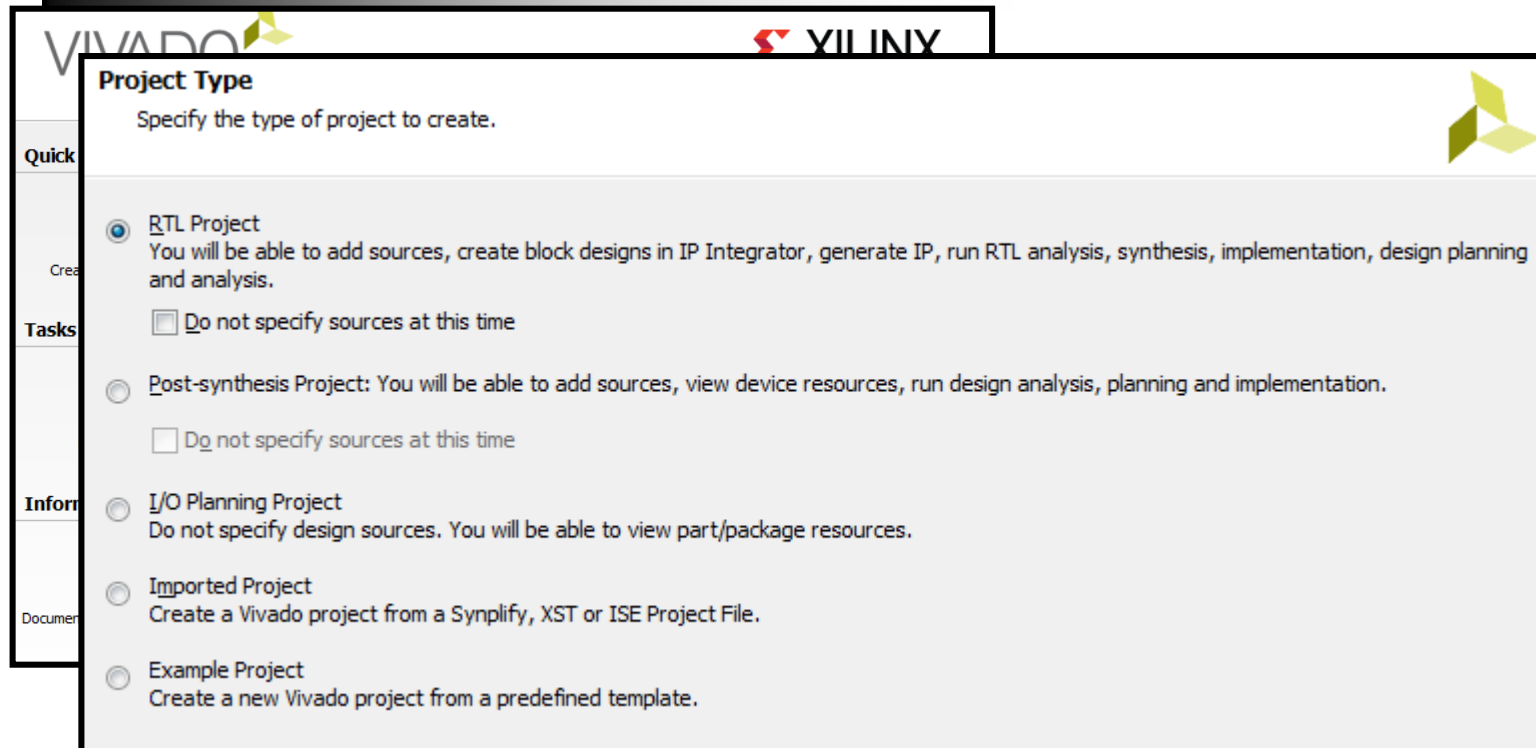 VIVADO
XILINX
Project Type
Specify the type of project to create.
Quick
RTL Project
You will be able to add sources, create block designs in IP Integrator, generate IP, run RTL analysis, synthesis, implementation, design planning
and analysis.
Crea
Do not specify sources at this time
Tasks
Post-synthesis Project: You will be able to add sources, view device resources, run design analysis, planning and implementation.
Do not specify sources at this time
I/O Planning Project
Do not specify design sources. You will be able to view part/package resources.
Inform
Imported Project
Create a Vivado project from a Synplify, XST or ISE Project File.
Documen
Example Project
Create a new Vivado project from a predefined template.